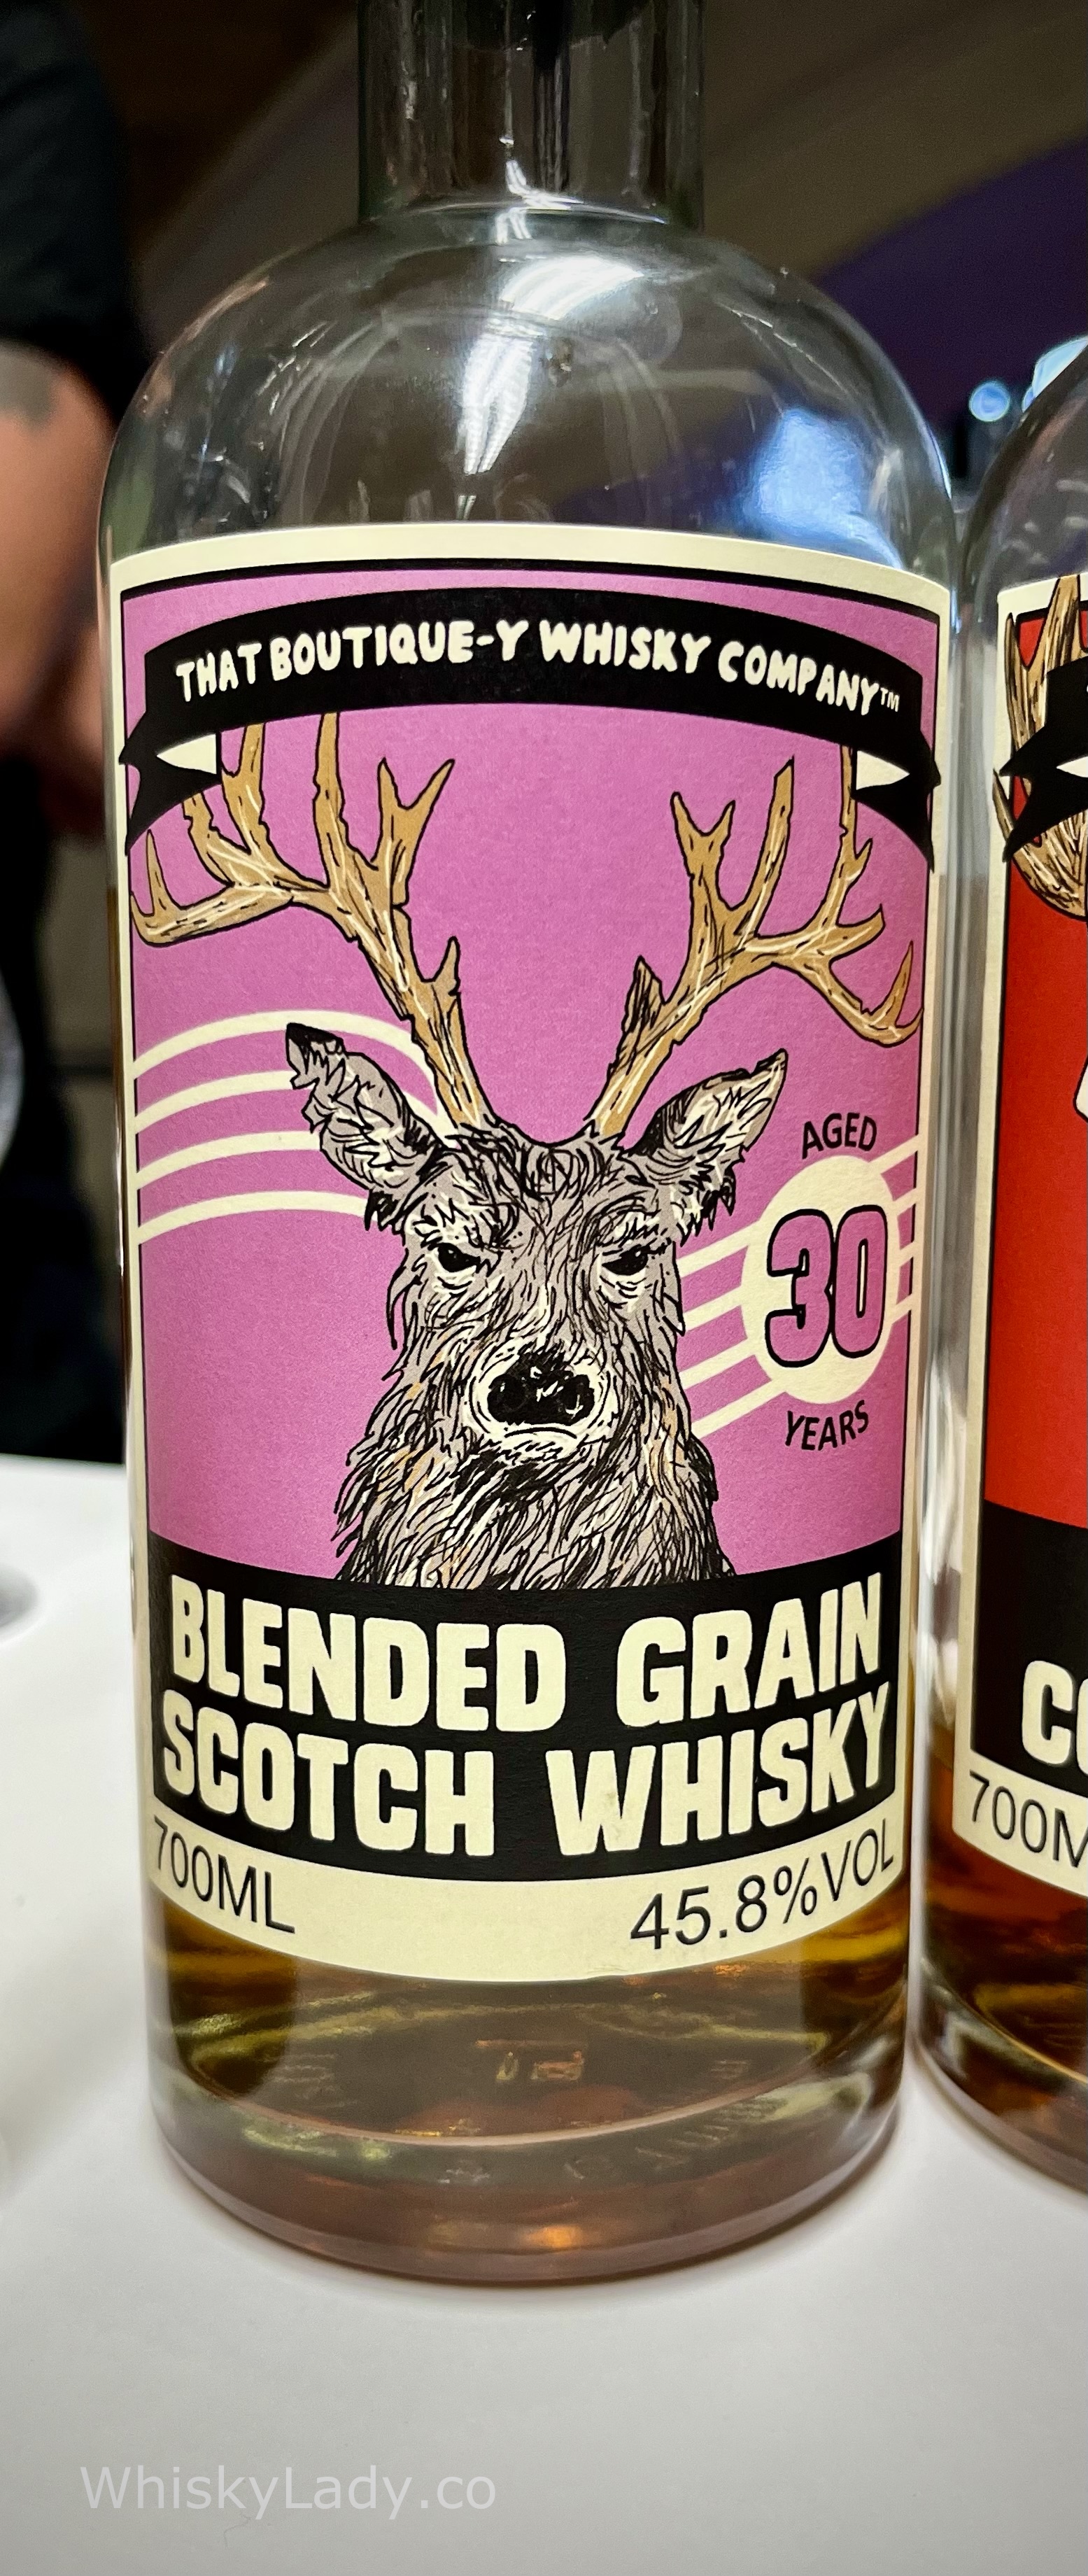 THAT BOUTIQUE-Y WHISKY COMPANY™
AGED
30
YEARS
BLENDED GRAIN
SCOTCH WHISKY
700ML
45.8%VOL
700M
WhiskyLady.co